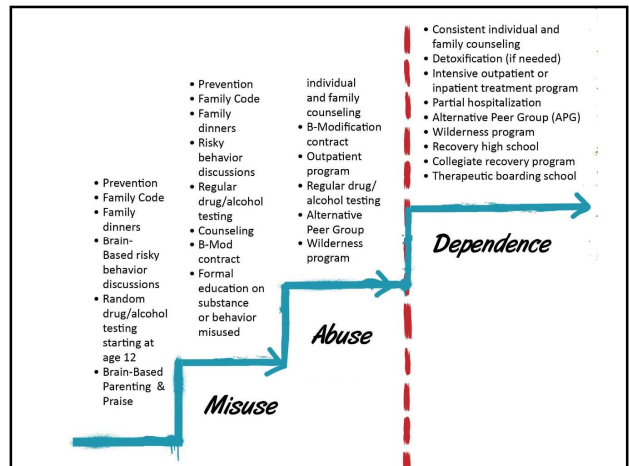 • Prevention
• Family Code
• Family
dinners
• Brain-
Based risky
behavior
discussions
• Random
drug/alcohol
testing
starting at
age 12
• Brain-Based
Parenting &
Praise
• Prevention
• Family Code
• Family
dinners
• Risky
behavior
discussions
• Regular
drug/alcohol
testing
• Counseling
• B-Mod
contract
• Formal
education on
substance
or behavior
misused
Misuse
individual
and family
counseling
• B-Modification
contract
• Outpatient
program
• Regular drug/
alcohol testing
• Alternative
Peer Group
• Wilderness
program
Abuse
• Consistent individual and
family counseling
• Detoxification (if needed)
• Intensive outpatient or
inpatient treatment program
• Partial hospitalization
• Alternative Peer Group (APG)
• Wilderness program
• Recovery high school
• Collegiate recovery program
• Therapeutic boarding school
Dependence